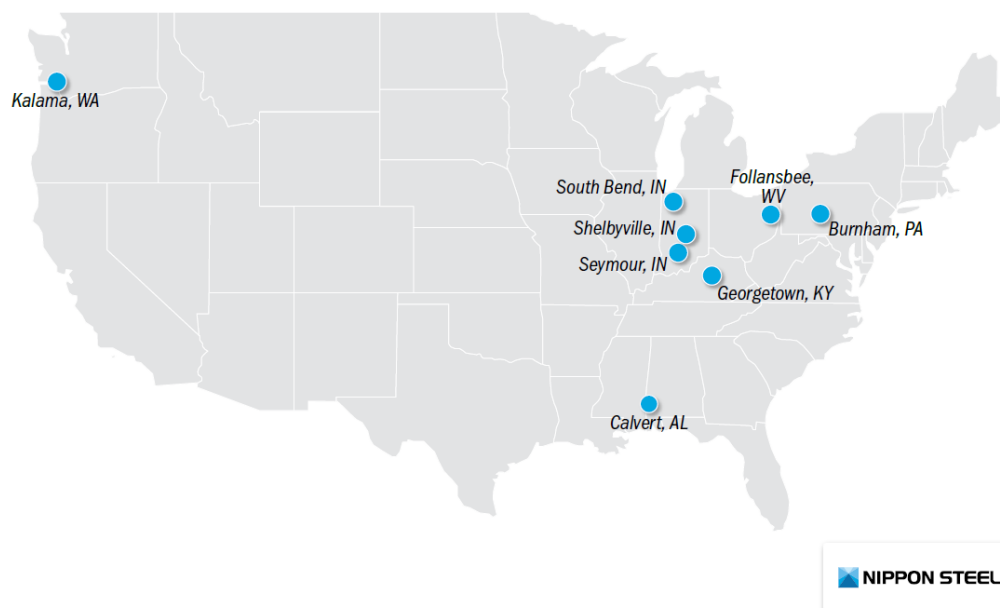 Kalama, WA
South Bend, IN
Follansbee,
WV
Shelbyville, IN
Burnham, PA
Seymour, IN
Georgetown, KY
Calvert, AL
NIPPON STEEL